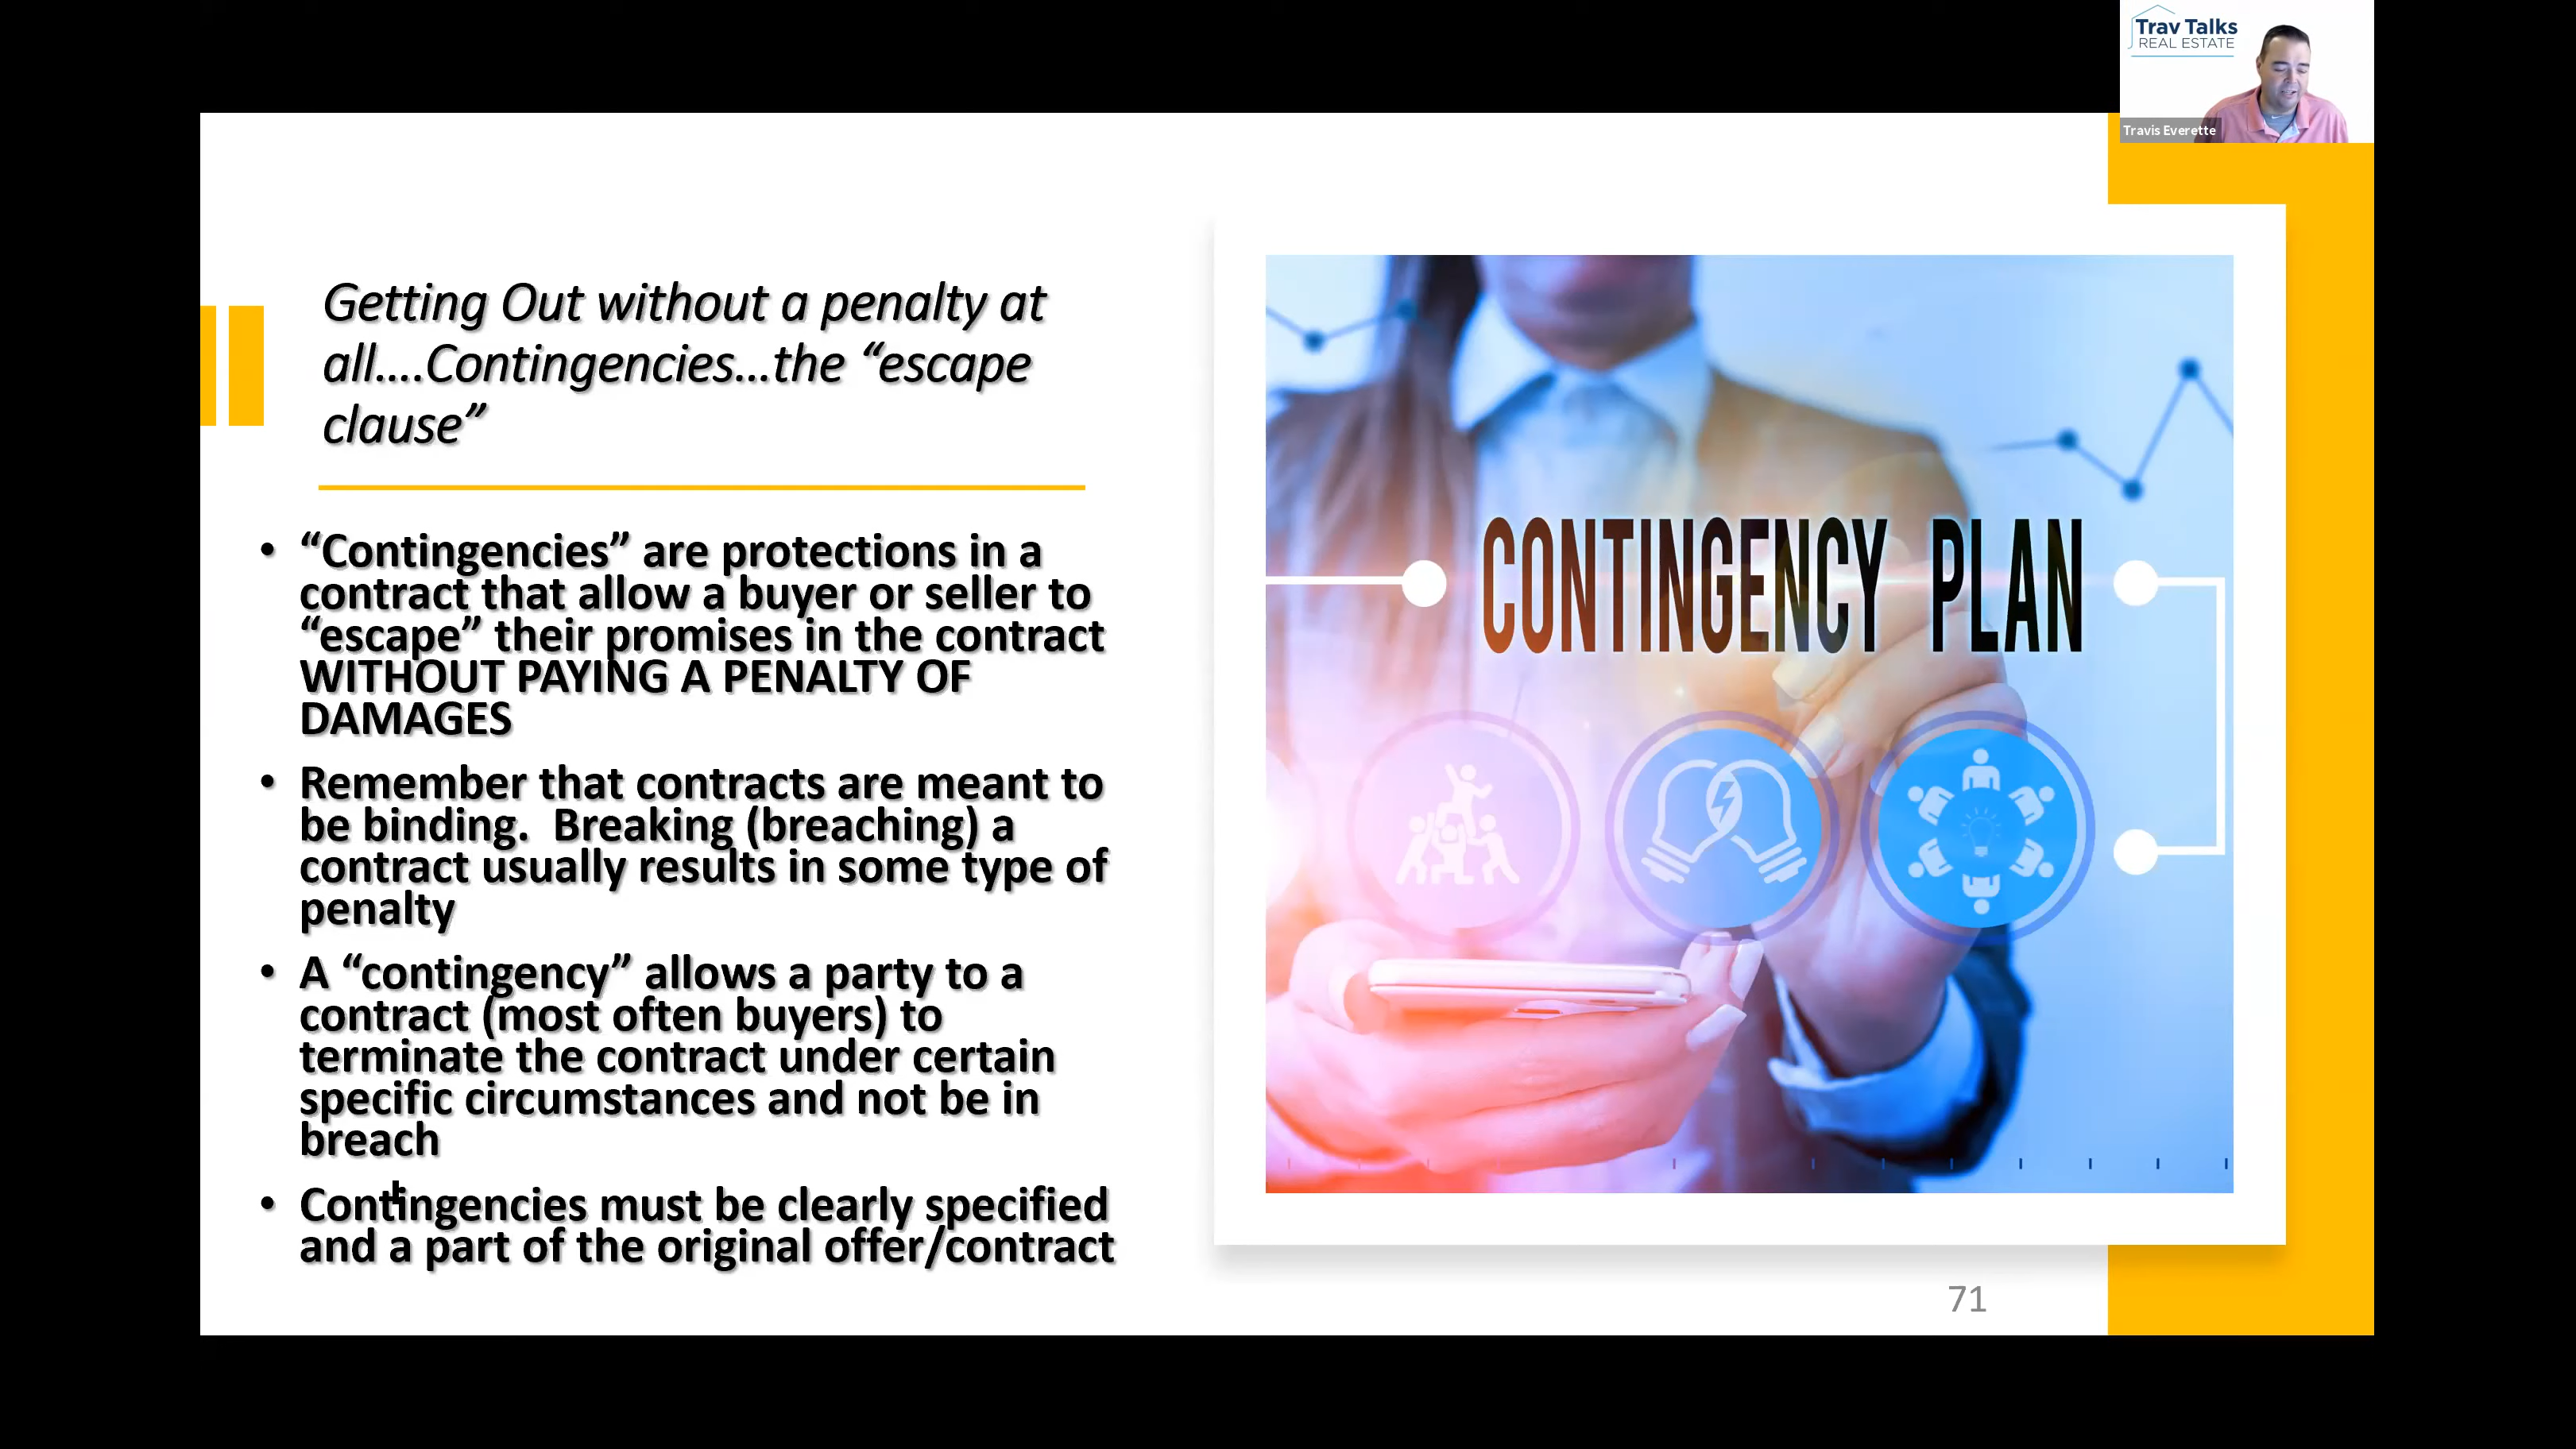 Trav Talks
REAL ESTATE
Travis Everette
Getting Out without a penalty at
all....Contingencies...the “escape
clause”
• “Contingencies” are protections in a
contract that allow a buyer or seller to
“escape” their promises in the contract
WITHOUT PAYING A PENALTY OF
DAMAGES
• Remember that contracts are meant to
be binding.  Breaking (breaching) a
contract usually results in some type of
penalty
• A “contingency” allows a party to a
contract (most often buyers) to
terminate the contract under certain
specific circumstances and not be in
breach
• Contingencies must be clearly specified
and a part of the original offer/contract
CONTINGENCY PLAN
71